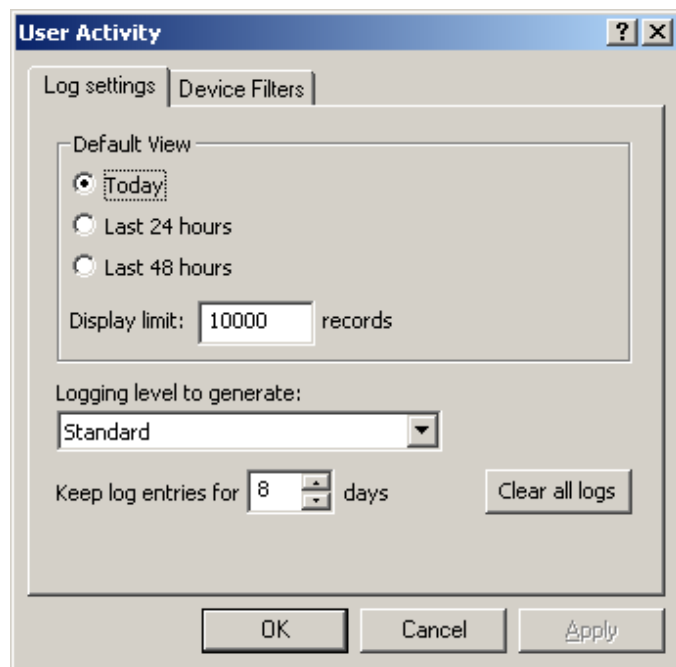 User Activity
Log settings Device Filters
Default View
Today
Last 24 hours
Last 48 hours
Display limit: 10000 records
Logging level to generate:
Standard
Keep log entries for 8 days Clear all logs
OK Cancel Apply